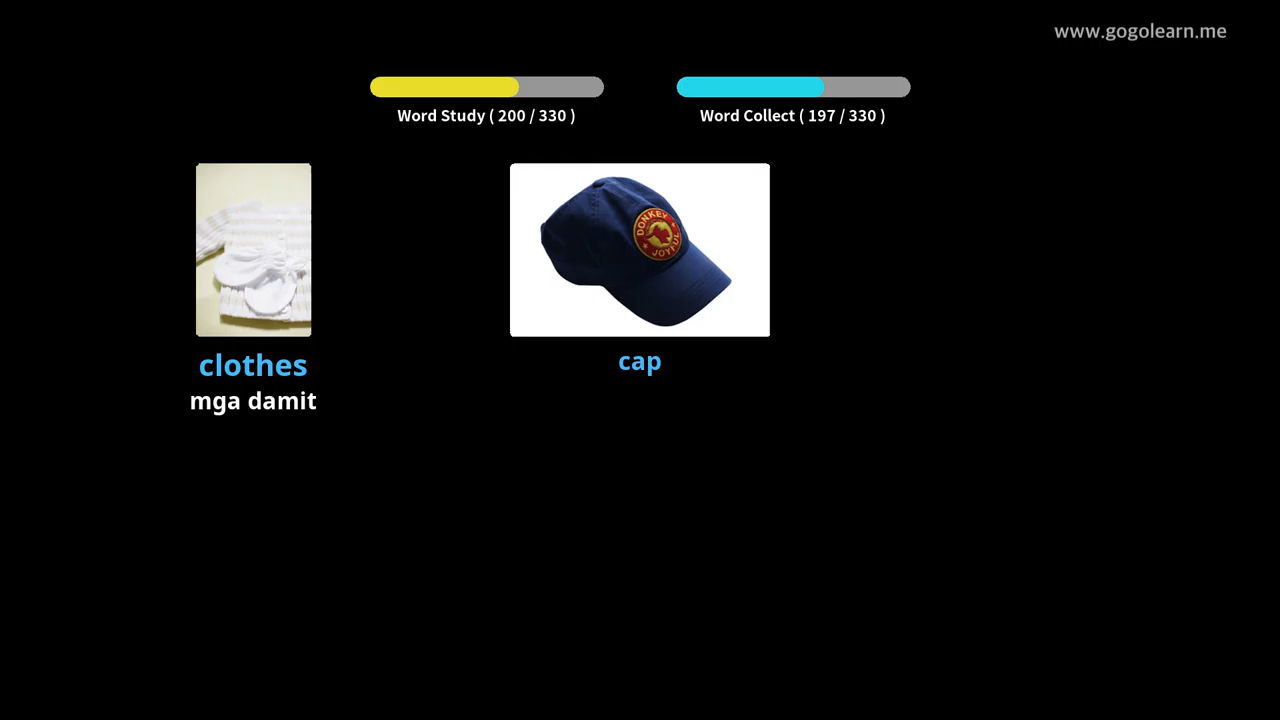 www.gogolearn.me
Word Study ( 200 / 330 )
Word Collect ( 197 / 330 )
DONKEY
JOYFUL
clothes
mga damit
cap